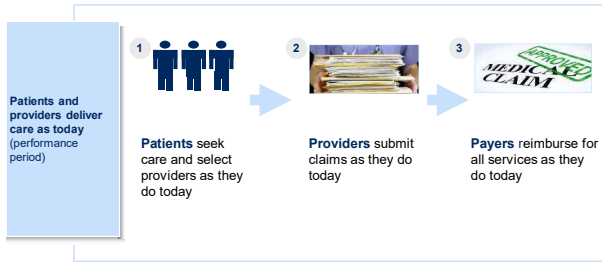 Patients and
providers deliver
care as today
(performance
period)
1
Patients seek
care and select
providers as they
do today
2
Providers submit
claims as they do
today
3
APPROVED
MEDICAL
CLAIM
Payers reimburse for
all services as they
do today